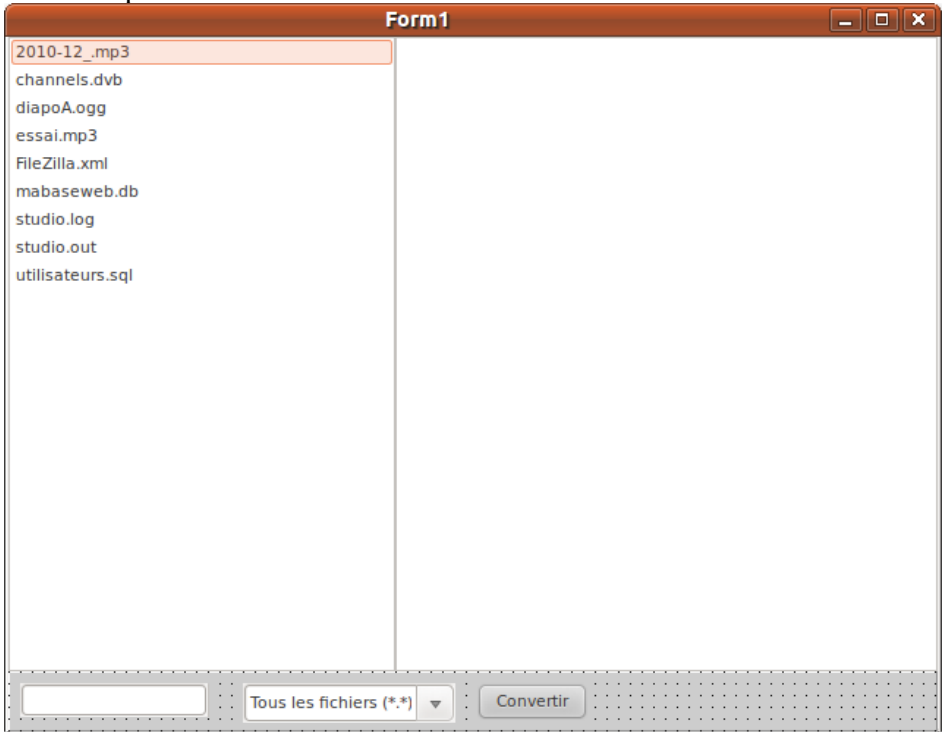 Form1
2010-12_.mp3
channels.dvb
diapoA.ogg
essai.mp3
FileZilla.xml
mabaseweb.db
studio.log
studio.out
utilisateurs.sql
Tous les fichiers (*.*)
Convertir